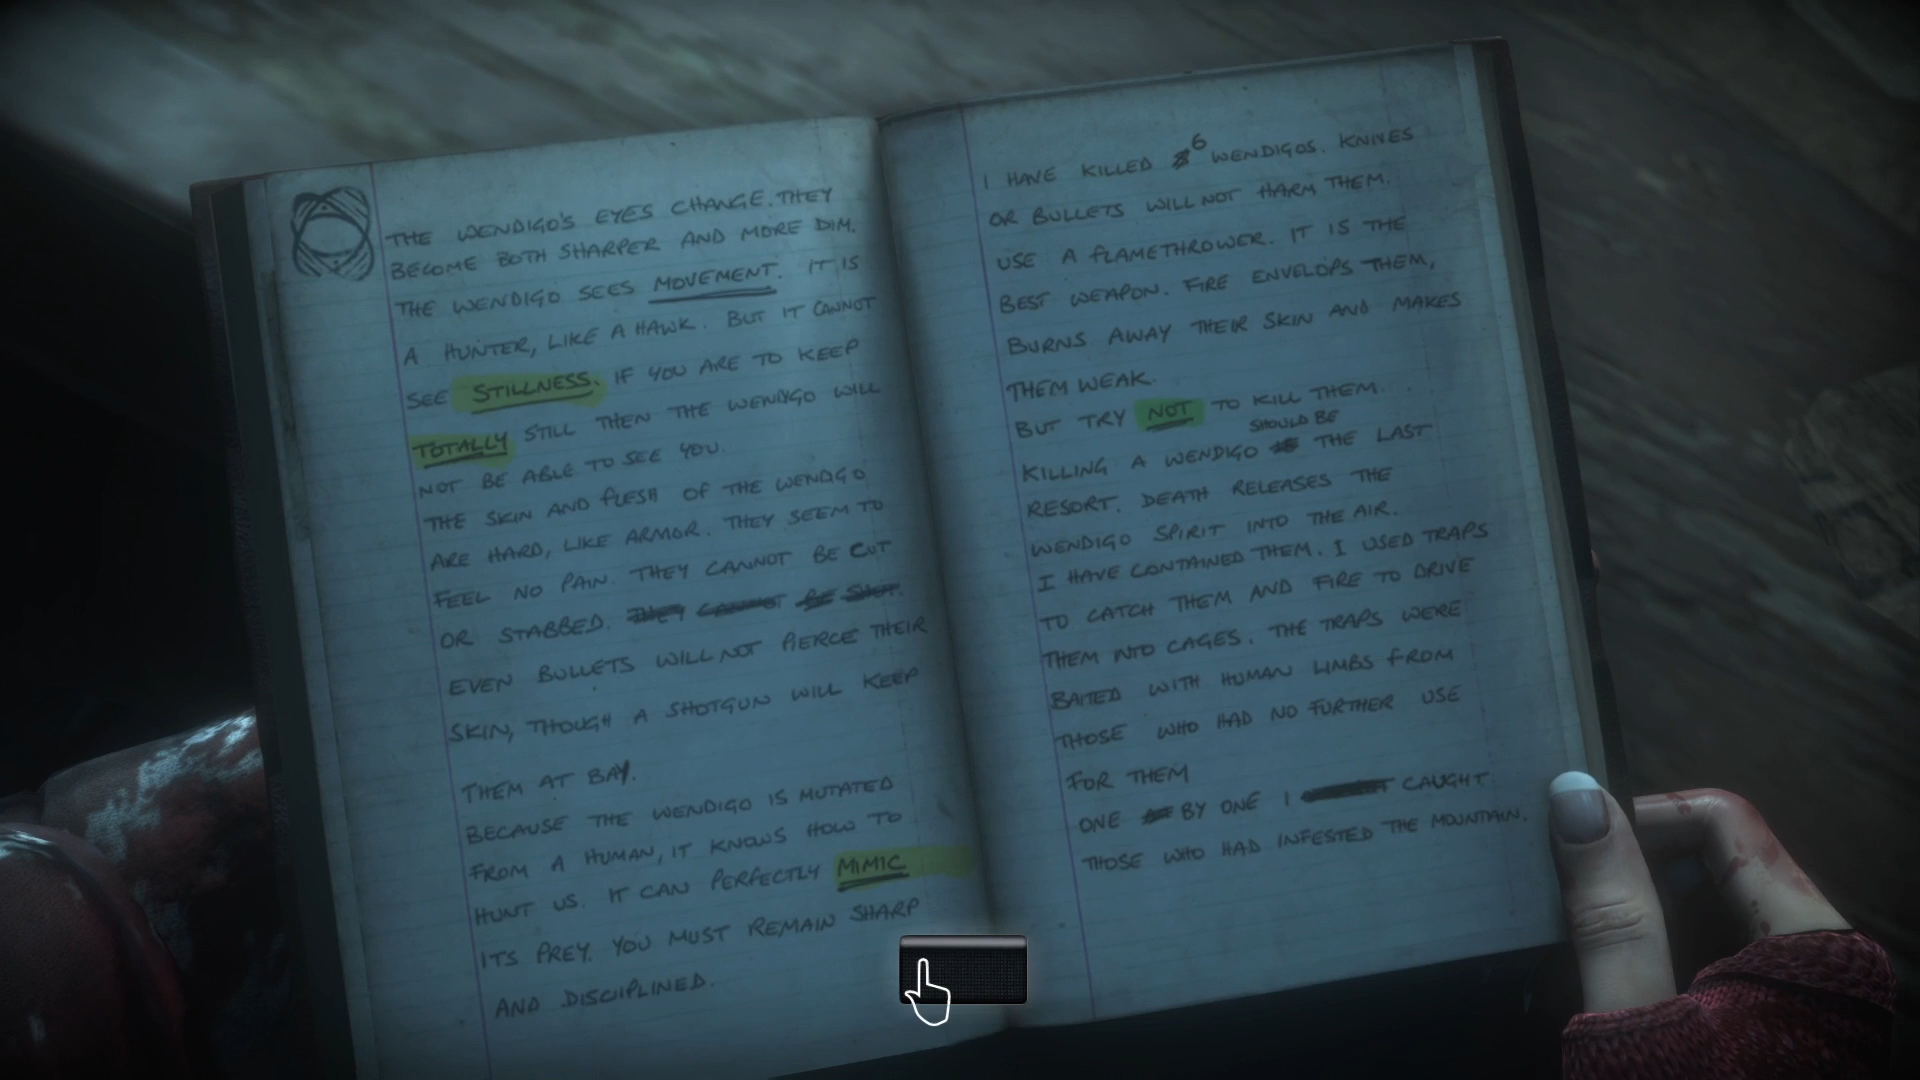 THE WENDIGO'S EYES CHANGE. THEY
BECOME BOTH SHARPER AND MORE DIM.
THE WENDIGO SEES MOVEMENT. IT IS
A HUNTER, LIKE A HAWK. BUT IT CANNOT
SEE STILLNESS. IF YOU ARE TO KEEP
TOTALLY STILL THEN THE WENDIGO WILL
NOT BE ABLE TO SEE YOU.
THE SKIN AND FLESH OF THE WENDIGO
ARE HARD, LIKE ARMOR. THEY SEEM TO
FEEL NO PAIN. THEY CANNOT BE CUT
OR STABBED. THEY CANNOT BE SHOT.
EVEN BULLETS WILL NOT PIERCE THEIR
SKIN, THOUGH A SHOTGUN WILL KEEP
THEM AT BAY.
BECAUSE THE WENDIGO IS MUTATED
FROM A HUMAN, IT KNOWS HOW TO
HUNT US. IT CAN PERFECTLY MIMIC
ITS PREY. YOU MUST REMAIN SHARP
AND DISCIPLINED.
I HAVE KILLED 6 WENDIGOS. KNIVES
OR BULLETS WILL NOT HARM THEM.
USE A FLAMETHROWER. IT IS THE
BEST WEAPON. FIRE ENVELOPS THEM,
BURNS AWAY THEIR SKIN AND MAKES
THEM WEAK.
BUT TRY NOT TO KILL THEM.
SHOULD BE
KILLING A WENDIGO THE LAST
RESORT. DEATH RELEASES THE
WENDIGO SPIRIT INTO THE AIR.
I HAVE CONTAINED THEM. I USED TRAPS
TO CATCH THEM AND FIRE TO DRIVE
THEM INTO CAGES. THE TRAPS WERE
BAITED WITH HUMAN LIMBS FROM
THOSE WHO HAD NO FURTHER USE
FOR THEM
ONE BY ONE I CAUGHT
THOSE WHO HAD INFESTED THE MOUNTAIN.